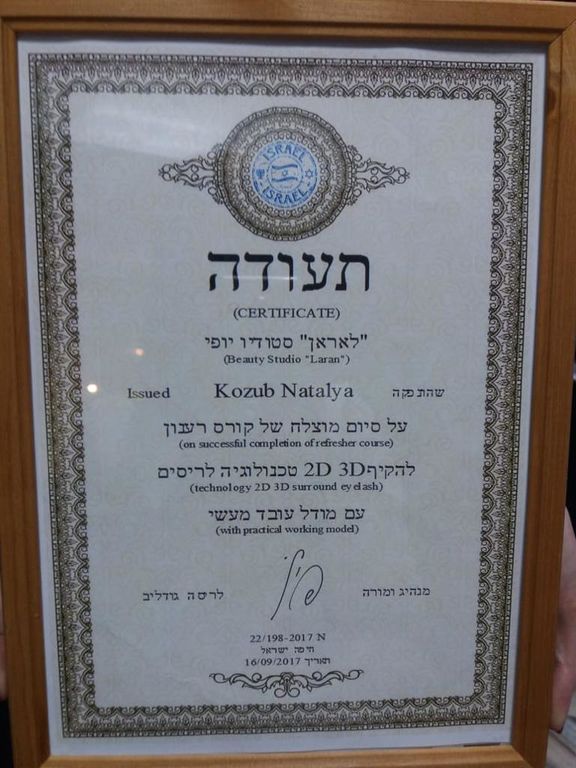 ISRAEL
ISRAEL
תעודה
(CERTIFICATE)
"לאראן" סטודיו יופי
(Beauty Studio "Laran")
Issued Kozub Natalya שהתפקה
על סיום מוצלח של קורס רענון
(on successful completion of refresher course)
להקיף2D 3D טכנולוגיה לריסים
(technology 2D 3D surround eyelash)
עם מודל עובד מעשי
(with practical working model)
מנהיג ומורה
לריסה גודליב
22/198-2017 N
חיפה ישראל
ותאריך 16/09/2017